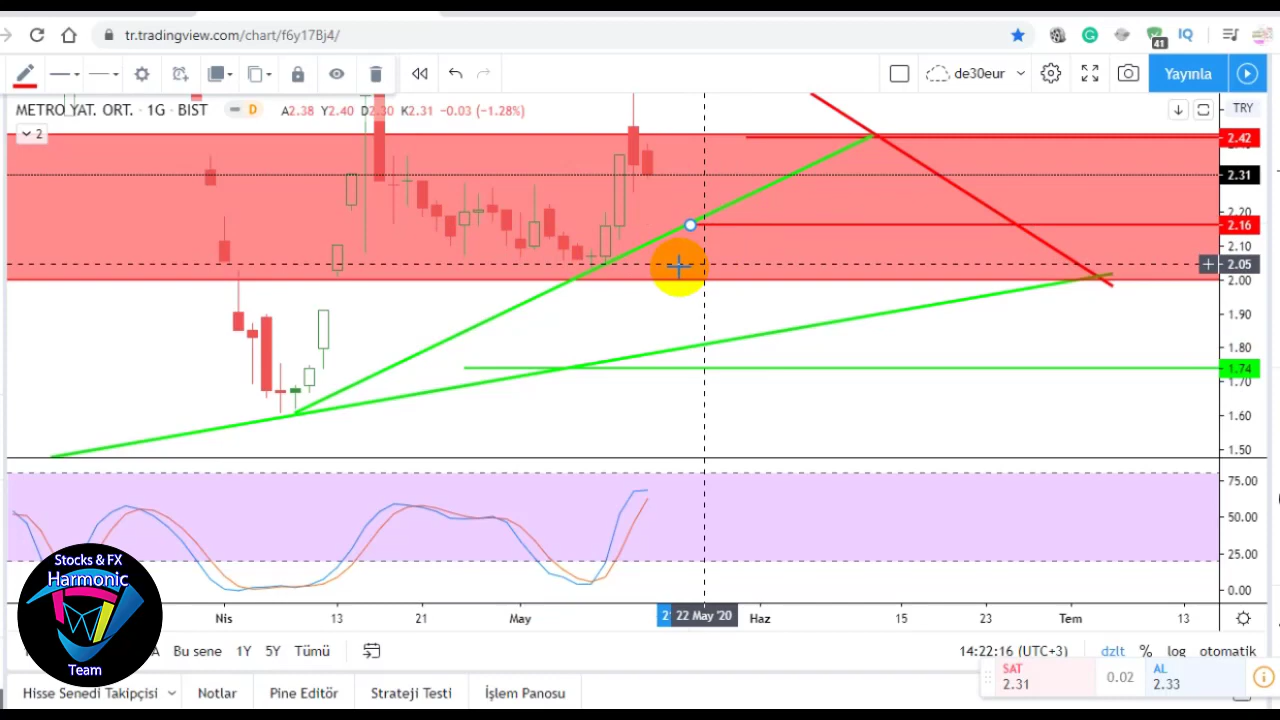 tr.tradingview.com/chart/f6y17Bj4/
41
IQ
de30eur
Yayınla
METRO YAT. ORT. · 1G · BIST
D
A2.38 Y2.40 D2.30 K2.31 −0.03 (−1.28%)
TRY
2
2.42
2.31
2.20
2.16
2.10
2.05
2.00
1.90
1.80
1.74
1.70
1.60
1.50
75.00
50.00
25.00
0.00
Nis
13
21
May
22 May '20
Haz
15
23
Tem
13
Stocks & FX
Harmonic
Team
Bu sene
1Y
5Y
Tümü
14:22:16 (UTC+3)
dzlt
%
log
otomatik
SAT
2.31
0.02
AL
2.33
Hisse Senedi Takipçisi
Notlar
Pine Editör
Strateji Testi
İşlem Panosu